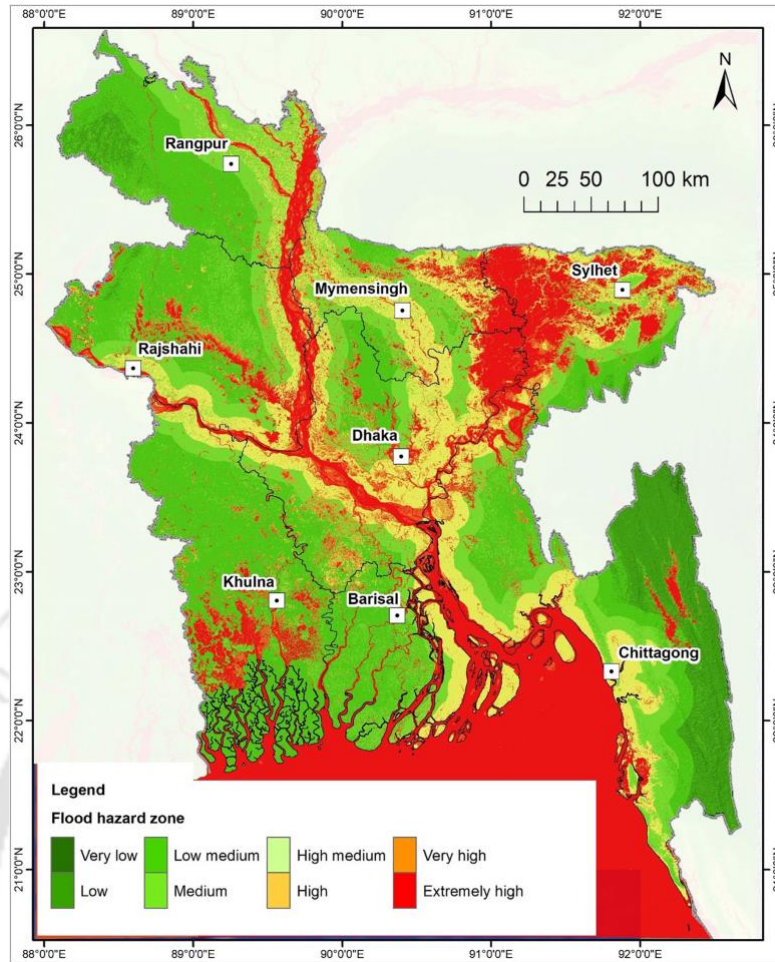 88°0'0"E 89°0'0"E 90°0'0"E 91°0'0"E 92°0'0"E
N
26°0'0"N
Rangpur
0 25 50 100 km
25°0'0"N
Sylhet
Mymensingh
Rajshahi
24°0'0"N
Dhaka
23°0'0"N
Khulna
Barisal
Chittagong
22°0'0"N
Legend
Flood hazard zone
Very low Low medium High medium Very high
21°0'0"N
Low Medium High Extremely high
88°0'0"E 89°0'0"E 90°0'0"E 91°0'0"E 92°0'0"E